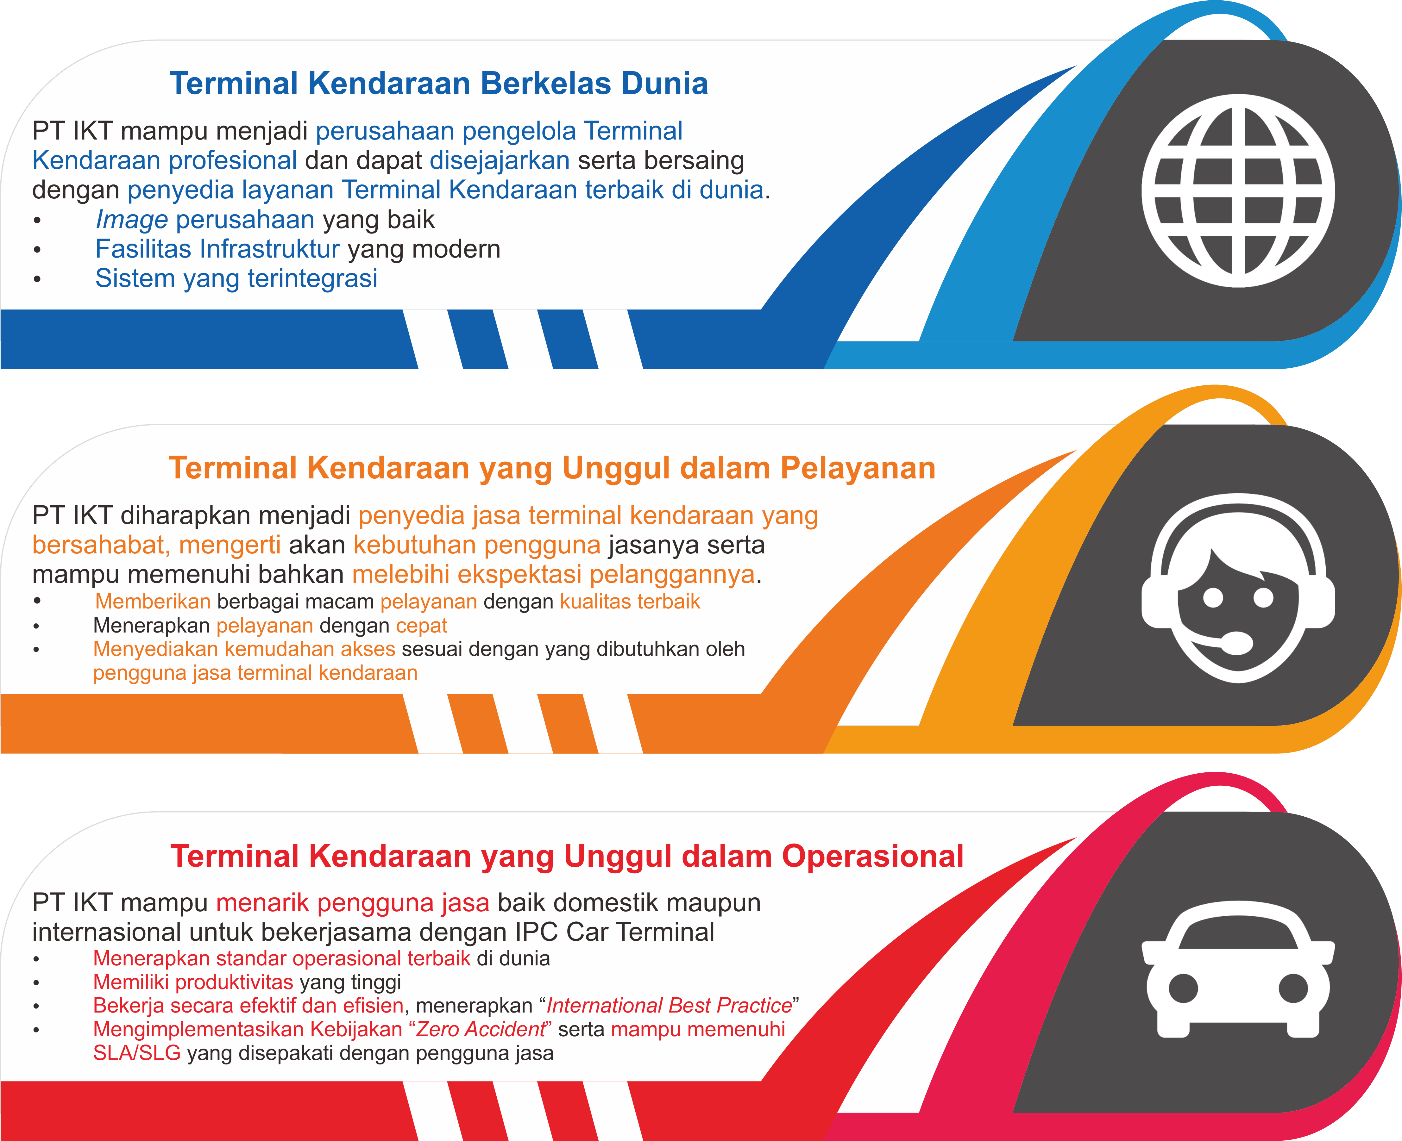 Terminal Kendaraan Berkelas Dunia
PT IKT mampu menjadi perusahaan pengelola Terminal
Kendaraan profesional dan dapat disejajarkan serta bersaing
dengan penyedia layanan Terminal Kendaraan terbaik di dunia.
• Image perusahaan yang baik
• Fasilitas Infrastruktur yang modern
• Sistem yang terintegrasi
Terminal Kendaraan yang Unggul dalam Pelayanan
PT IKT diharapkan menjadi penyedia jasa terminal kendaraan yang
bersahabat, mengerti akan kebutuhan pengguna jasanya serta
mampu memenuhi bahkan melebihi ekspektasi pelanggannya.
• Memberikan berbagai macam pelayanan dengan kualitas terbaik
• Menerapkan pelayanan dengan cepat
• Menyediakan kemudahan akses sesuai dengan yang dibutuhkan oleh
pengguna jasa terminal kendaraan
Terminal Kendaraan yang Unggul dalam Operasional
PT IKT mampu menarik pengguna jasa baik domestik maupun
internasional untuk bekerjasama dengan IPC Car Terminal
• Menerapkan standar operasional terbaik di dunia
• Memiliki produktivitas yang tinggi
• Bekerja secara efektif dan efisien, menerapkan “International Best Practice”
• Mengimplementasikan Kebijakan “Zero Accident” serta mampu memenuhi
SLA/SLG yang disepakati dengan pengguna jasa